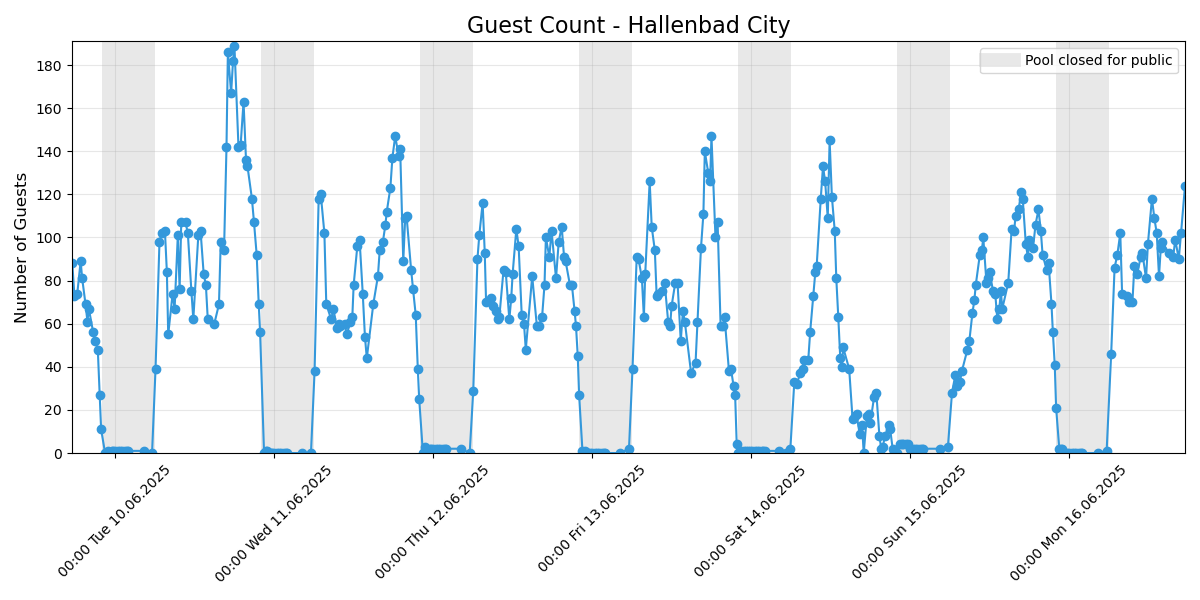 Guest Count - Hallenbad City
Pool closed for public
Number of Guests
180
160
140
120
100
80
60
40
20
0
00:00 Tue 10.06.2025
00:00 Wed 11.06.2025
00:00 Thu 12.06.2025
00:00 Fri 13.06.2025
00:00 Sat 14.06.2025
00:00 Sun 15.06.2025
00:00 Mon 16.06.2025